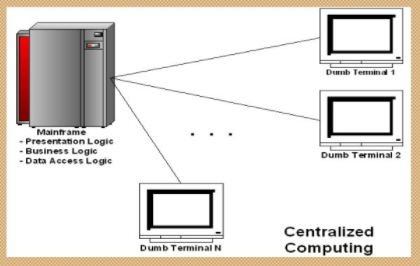 Dumb Terminal 1
Mainframe
- Presentation Logic
- Business Logic
- Data Access Logic
. . .
Dumb Terminal 2
Dumb Terminal N
Centralized
Computing